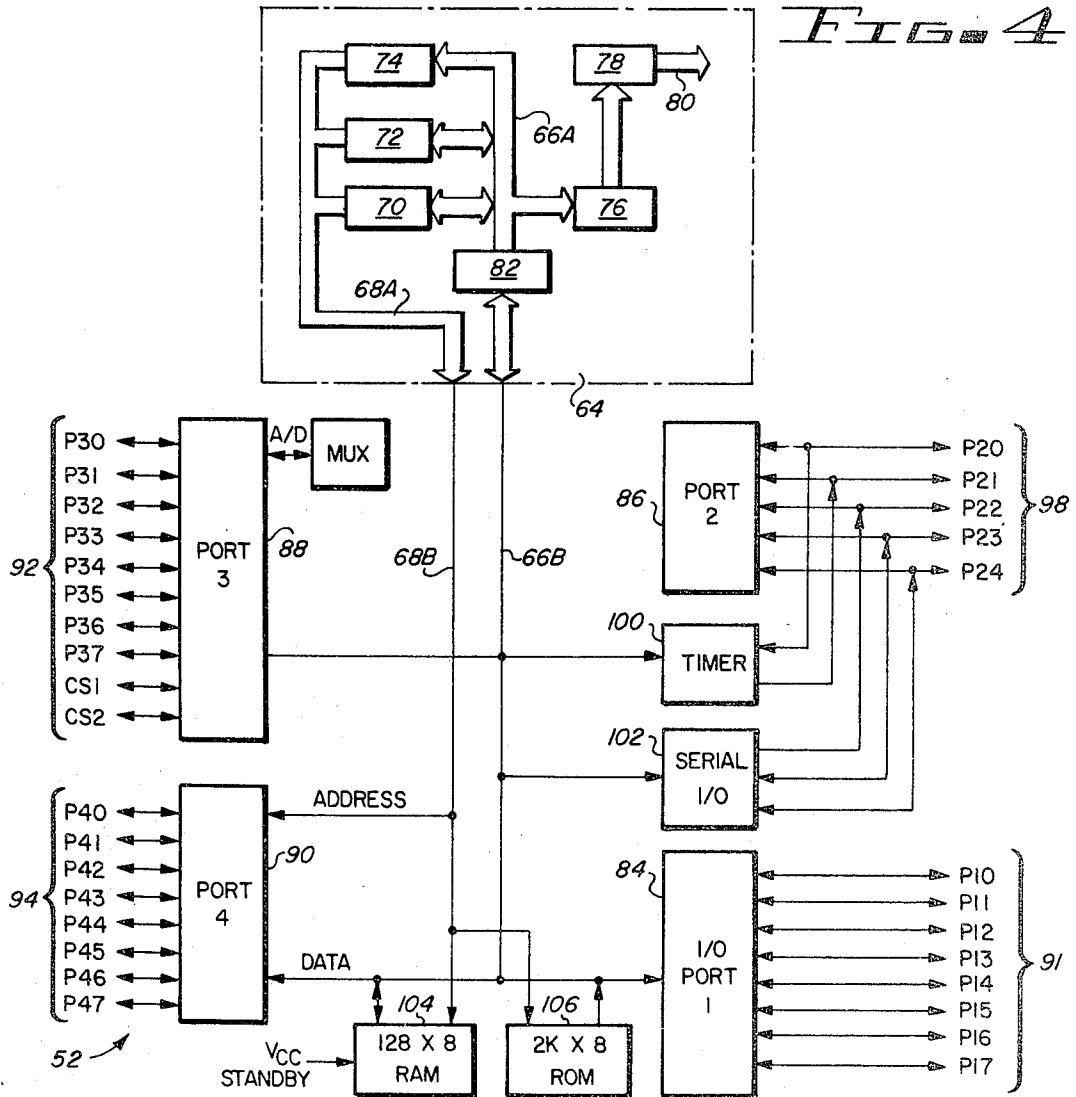 FIG. 4
74
78
80
72
66A
70
76
82
68A
64
P30
P31
P32
P33
P34
P35
P36
P37
CS1
CS2
92
PORT
3
A/D
MUX
88
68B
66B
86
PORT
2
P20
P21
P22
P23
P24
98
100
TIMER
102
SERIAL
I/O
P40
P41
P42
P43
P44
P45
P46
P47
94
PORT
4
ADDRESS
90
DATA
84
I/O
PORT
1
P10
P11
P12
P13
P14
P15
P16
P17
91
52
VCC
STANDBY
104
128 X 8
RAM
106
2K X 8
ROM